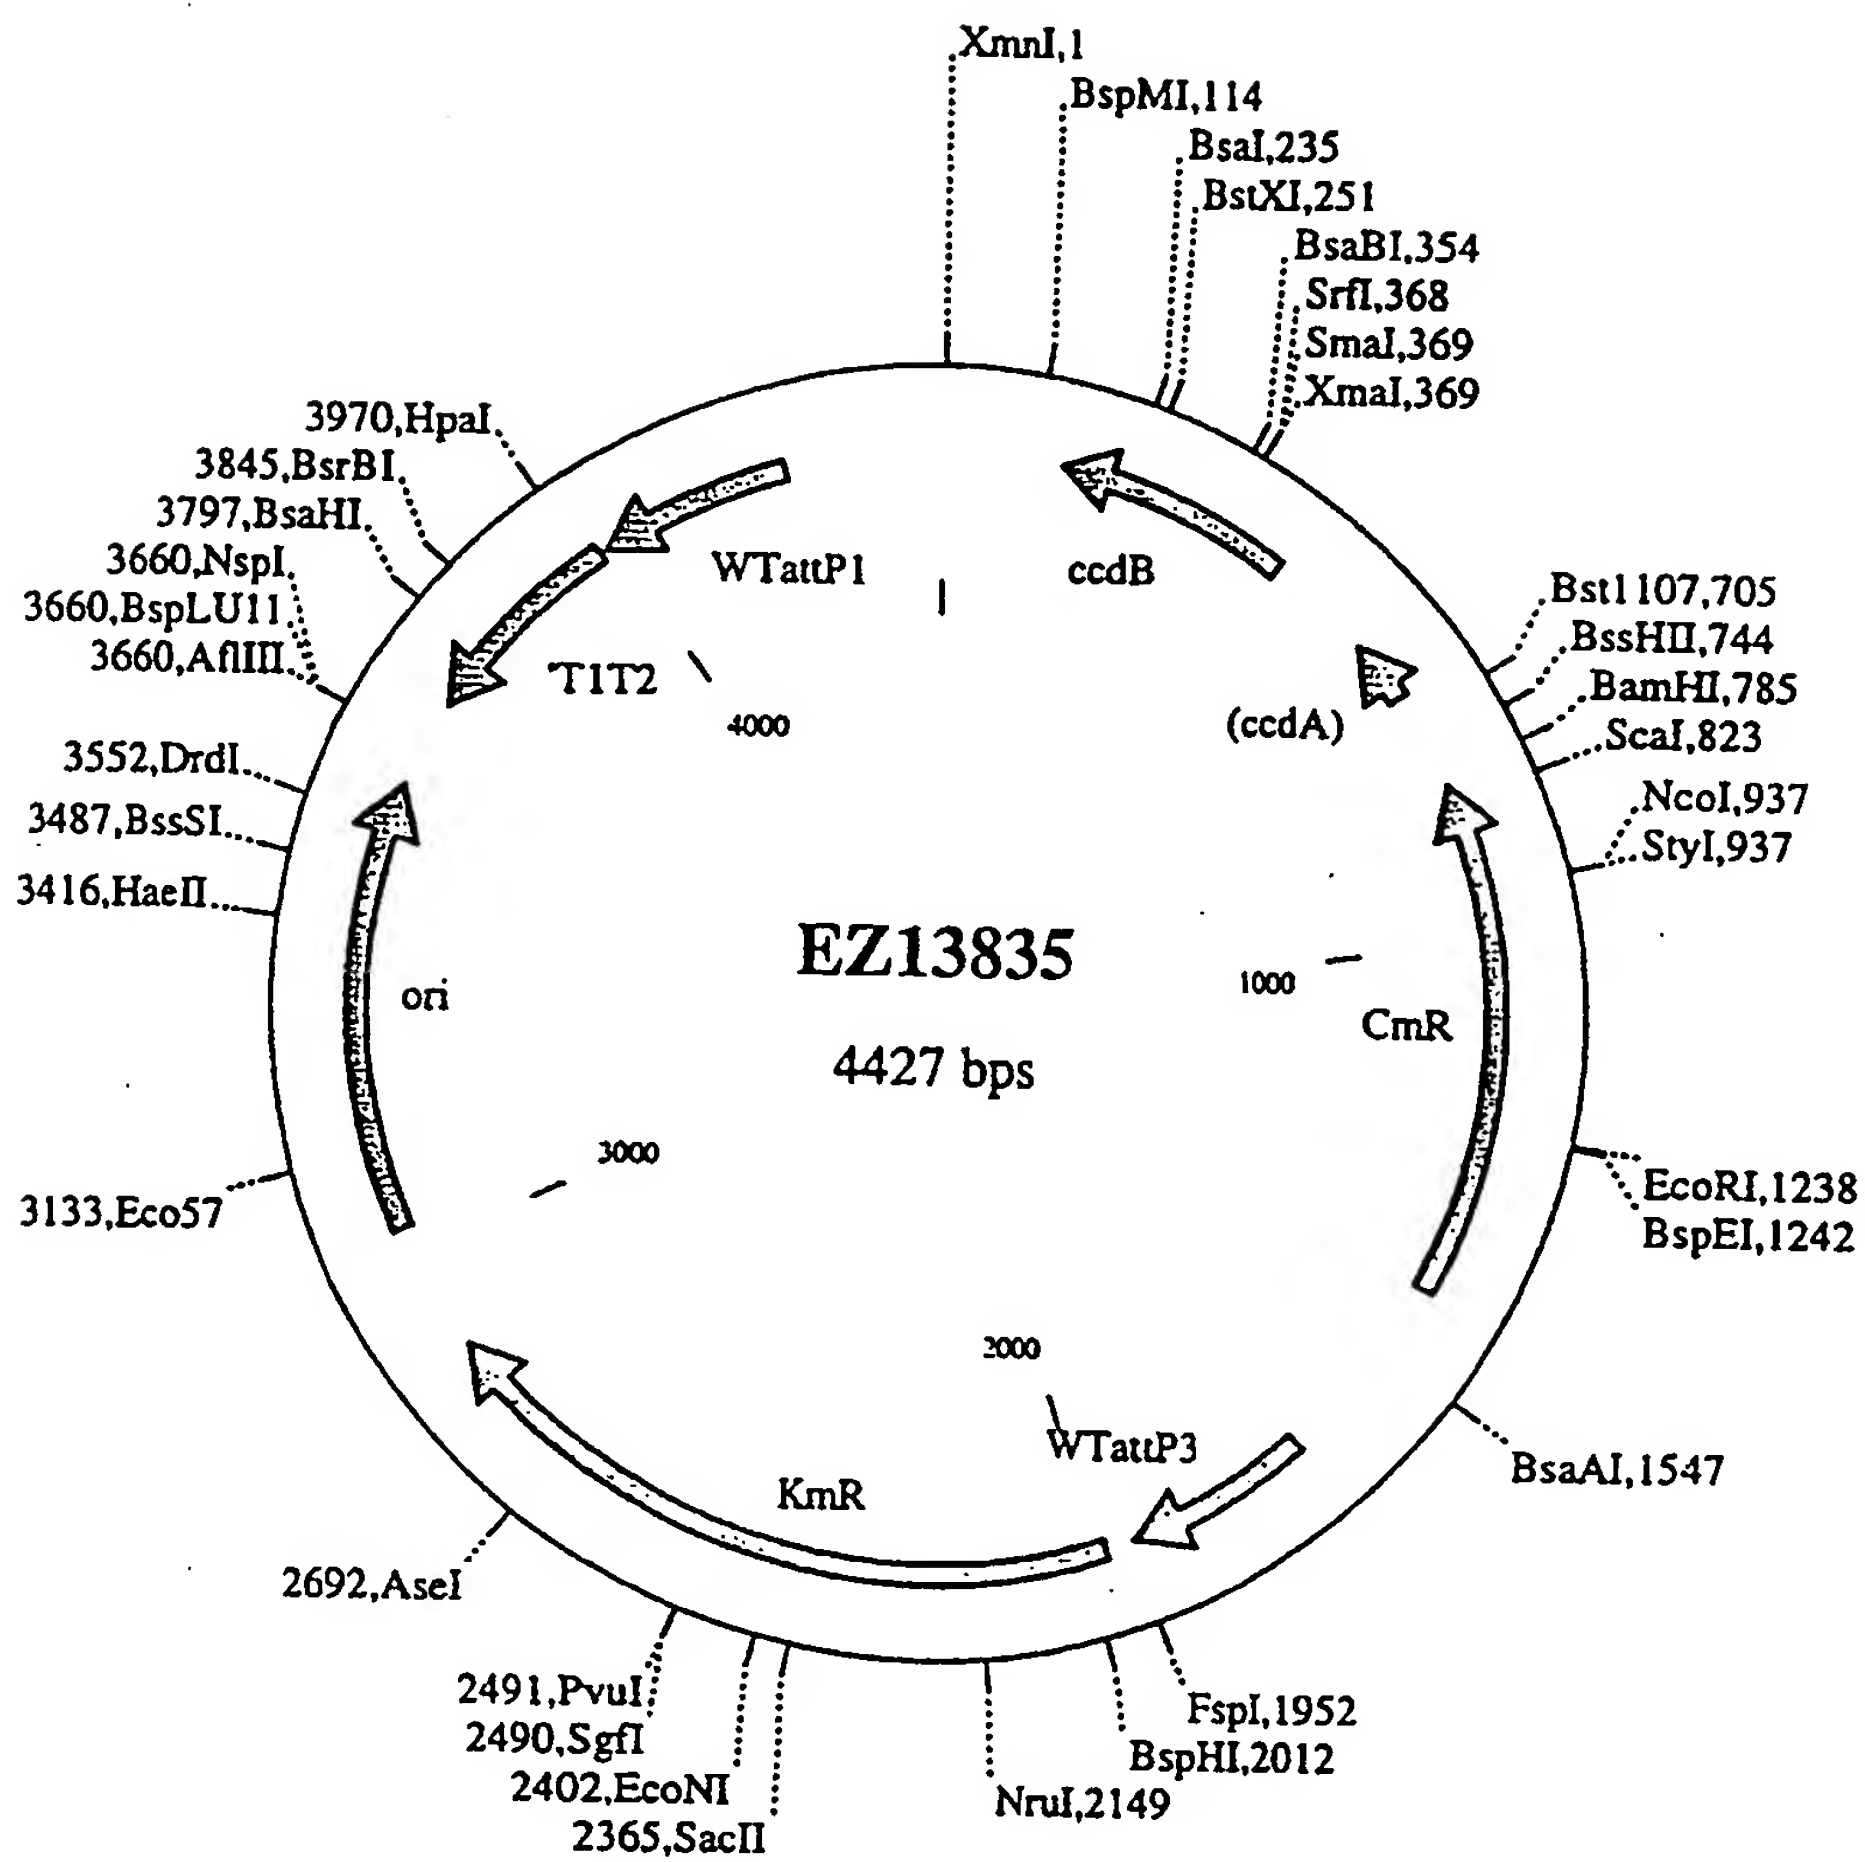 XmnI,1
BspMI,114
BsaI,235
BstXI,251
BsaBI,354
SrfI,368
SmaI,369
XmaI,369
3970,HpaI
3845,BsrBI
3797,BsaHI
3660,NspI
3660,BspLU11
3660,AflIII
3552,DrdI
3487,BssSI
3416,HaeII
3133,Eco57
WTattP1
ccdB
T1T2
4000
(ccdA)
Bst1107,705
BssHII,744
BamHI,785
ScaI,823
NcoI,937
StyI,937
EZ13835
4427 bps
ori
1000
CmR
3000
EcoRI,1238
BspEI,1242
2000
WTattP3
KmR
BsaAI,1547
2692,AseI
2491,PvuI
2490,SgfI
2402,EcoNI
2365,SacII
FspI,1952
BspHI,2012
NruI,2149